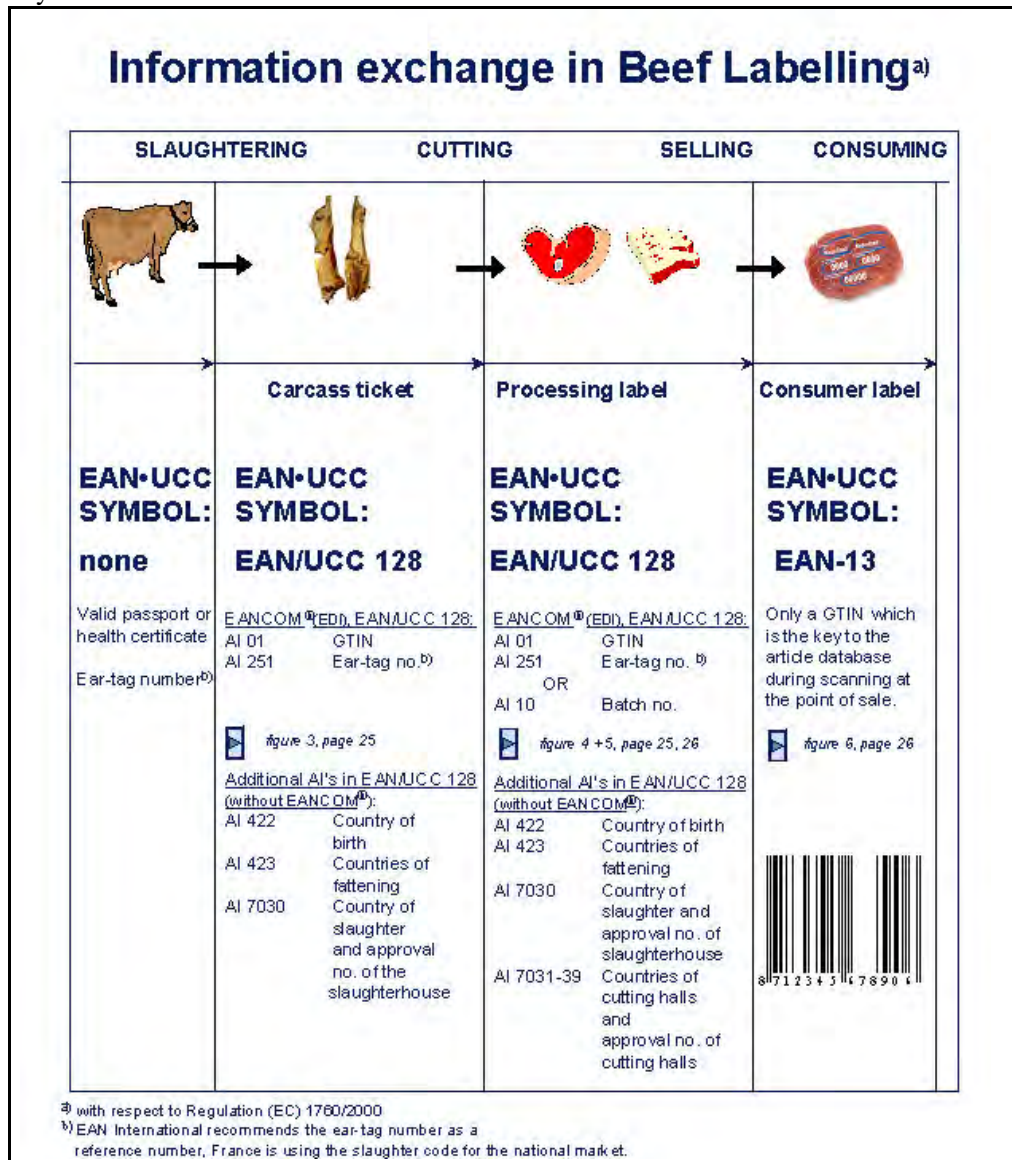 Information exchange in Beef Labelling a)
SLAUGHTERING CUTTING SELLING CONSUMING
Carcass ticket
Processing label
Consumer label
EAN•UCC
SYMBOL:
none
Valid passport or
health certificate
Ear-tag number b)
EAN•UCC
SYMBOL:
EAN/UCC 128
EANCOM® (EDI), EAN/UCC 128:
AI 01 GTIN
AI 251 Ear-tag no. b)
figure 3, page 25
Additional AI's in EAN/UCC 128
(without EANCOM®):
AI 422 Country of
birth
AI 423 Countries of
fattening
AI 7030 Country of
slaughter
and approval
no. of the
slaughterhouse
EAN•UCC
SYMBOL:
EAN/UCC 128
EANCOM® (EDI), EAN/UCC 128:
AI 01 GTIN
AI 251 Ear-tag no. b)
OR
AI 10 Batch no.
figure 4 +5, page 25, 26
Additional AI's in EAN/UCC 128
(without EANCOM®):
AI 422 Country of birth
AI 423 Countries of
fattening
AI 7030 Country of
slaughter and
approval no. of
slaughterhouse
AI 7031-39 Countries of
cutting halls
and
approval no. of
cutting halls
EAN•UCC
SYMBOL:
EAN-13
Only a GTIN which
is the key to the
article database
during scanning at
the point of sale.
figure 6, page 26
8 712345 678906
a) with respect to Regulation (EC) 1760/2000
b) EAN International recommends the ear-tag number as a
reference number, France is using the slaughter code for the national market.